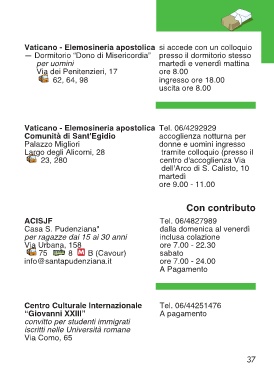 Vaticano - Elemosineria apostolica
— Dormitorio "Dono di Misericordia"
per uomini
Via dei Penitenzieri, 17
62, 64, 98
si accede con un colloquio
presso il dormitorio stesso
martedì e venerdì mattina
ore 8.00
ingresso ore 18.00
uscita ore 8.00
Vaticano - Elemosineria apostolica
Comunità di Sant'Egidio
Palazzo Migliori
Largo degli Alicorni, 28
23, 280
Tel. 06/4292929
accoglienza notturna per
donne e uomini ingresso
tramite colloquio (presso il
centro d'accoglienza Via
dell'Arco di S. Calisto, 10
martedì
ore 9.00 - 11.00
Con contributo
ACISJF
Casa S. Pudenziana*
per ragazze dai 15 ai 30 anni
Via Urbana, 158
75 8 M B (Cavour)
info@santapudenziana.it
Tel. 06/4827989
dalla domenica al venerdì
inclusa colazione
ore 7.00 - 22.30
sabato
ore 7.00 - 24.00
A Pagamento
Centro Culturale Internazionale
"Giovanni XXIII"
convitto per studenti immigrati
iscritti nelle Università romane
Via Como, 65
Tel. 06/44251476
A pagamento
37